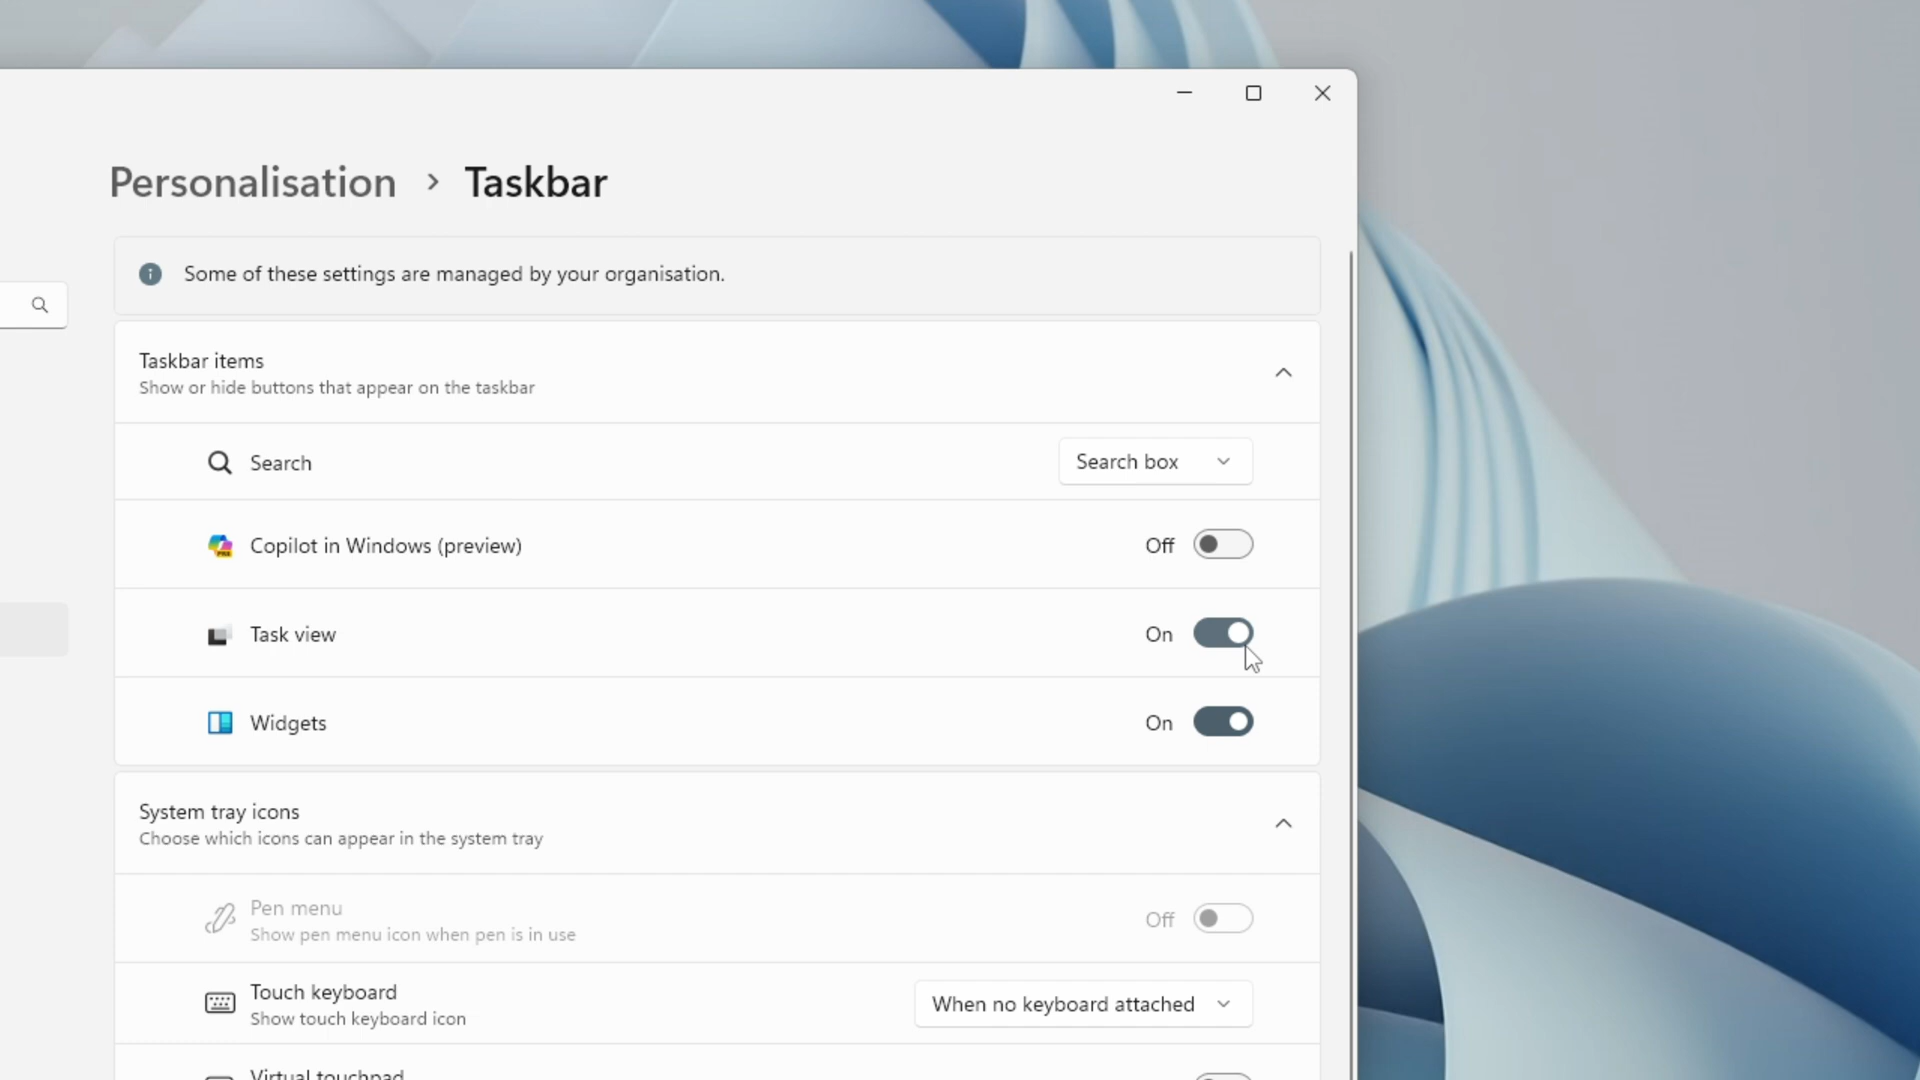 Personalisation > Taskbar
Some of these settings are managed by your organisation.
Taskbar items
Show or hide buttons that appear on the taskbar
Search
Search box
Copilot in Windows (preview)
Off
Task view
On
Widgets
On
System tray icons
Choose which icons can appear in the system tray
Pen menu
Show pen menu icon when pen is in use
Off
Touch keyboard
Show touch keyboard icon
When no keyboard attached
Virtual touchpad